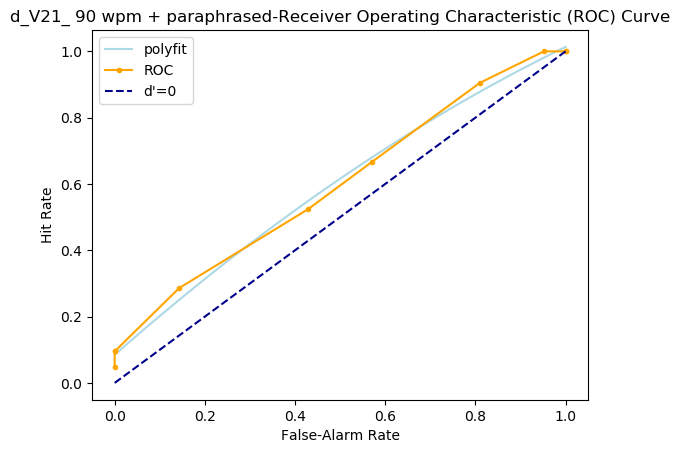 d_V21_ 90 wpm + paraphrased-Receiver Operating Characteristic (ROC) Curve
polyfit
ROC
d'=0
1.0
0.8
0.6
0.4
0.2
0.0
Hit Rate
0.0 0.2 0.4 0.6 0.8 1.0
False-Alarm Rate